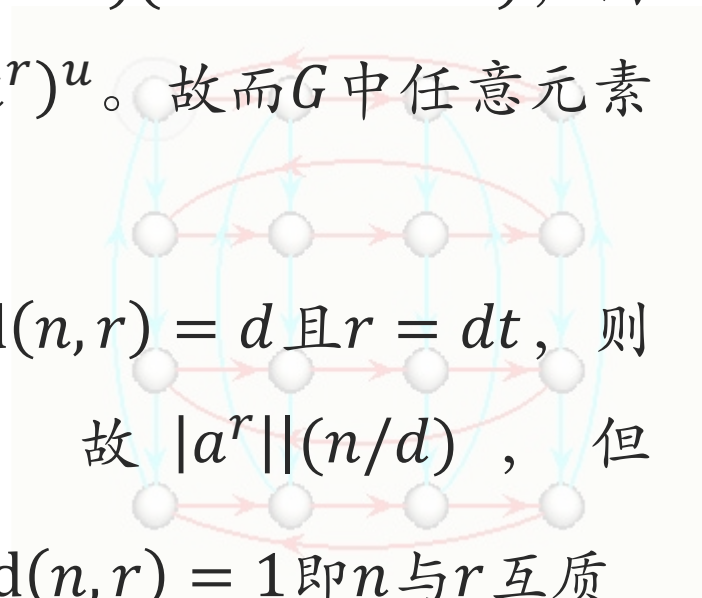 r)ᵘ。故而G中任意元素
(n, r) = d且r = dt，则
故 |aʳ||(n/d)，但
d(n, r) = 1即n与r互质